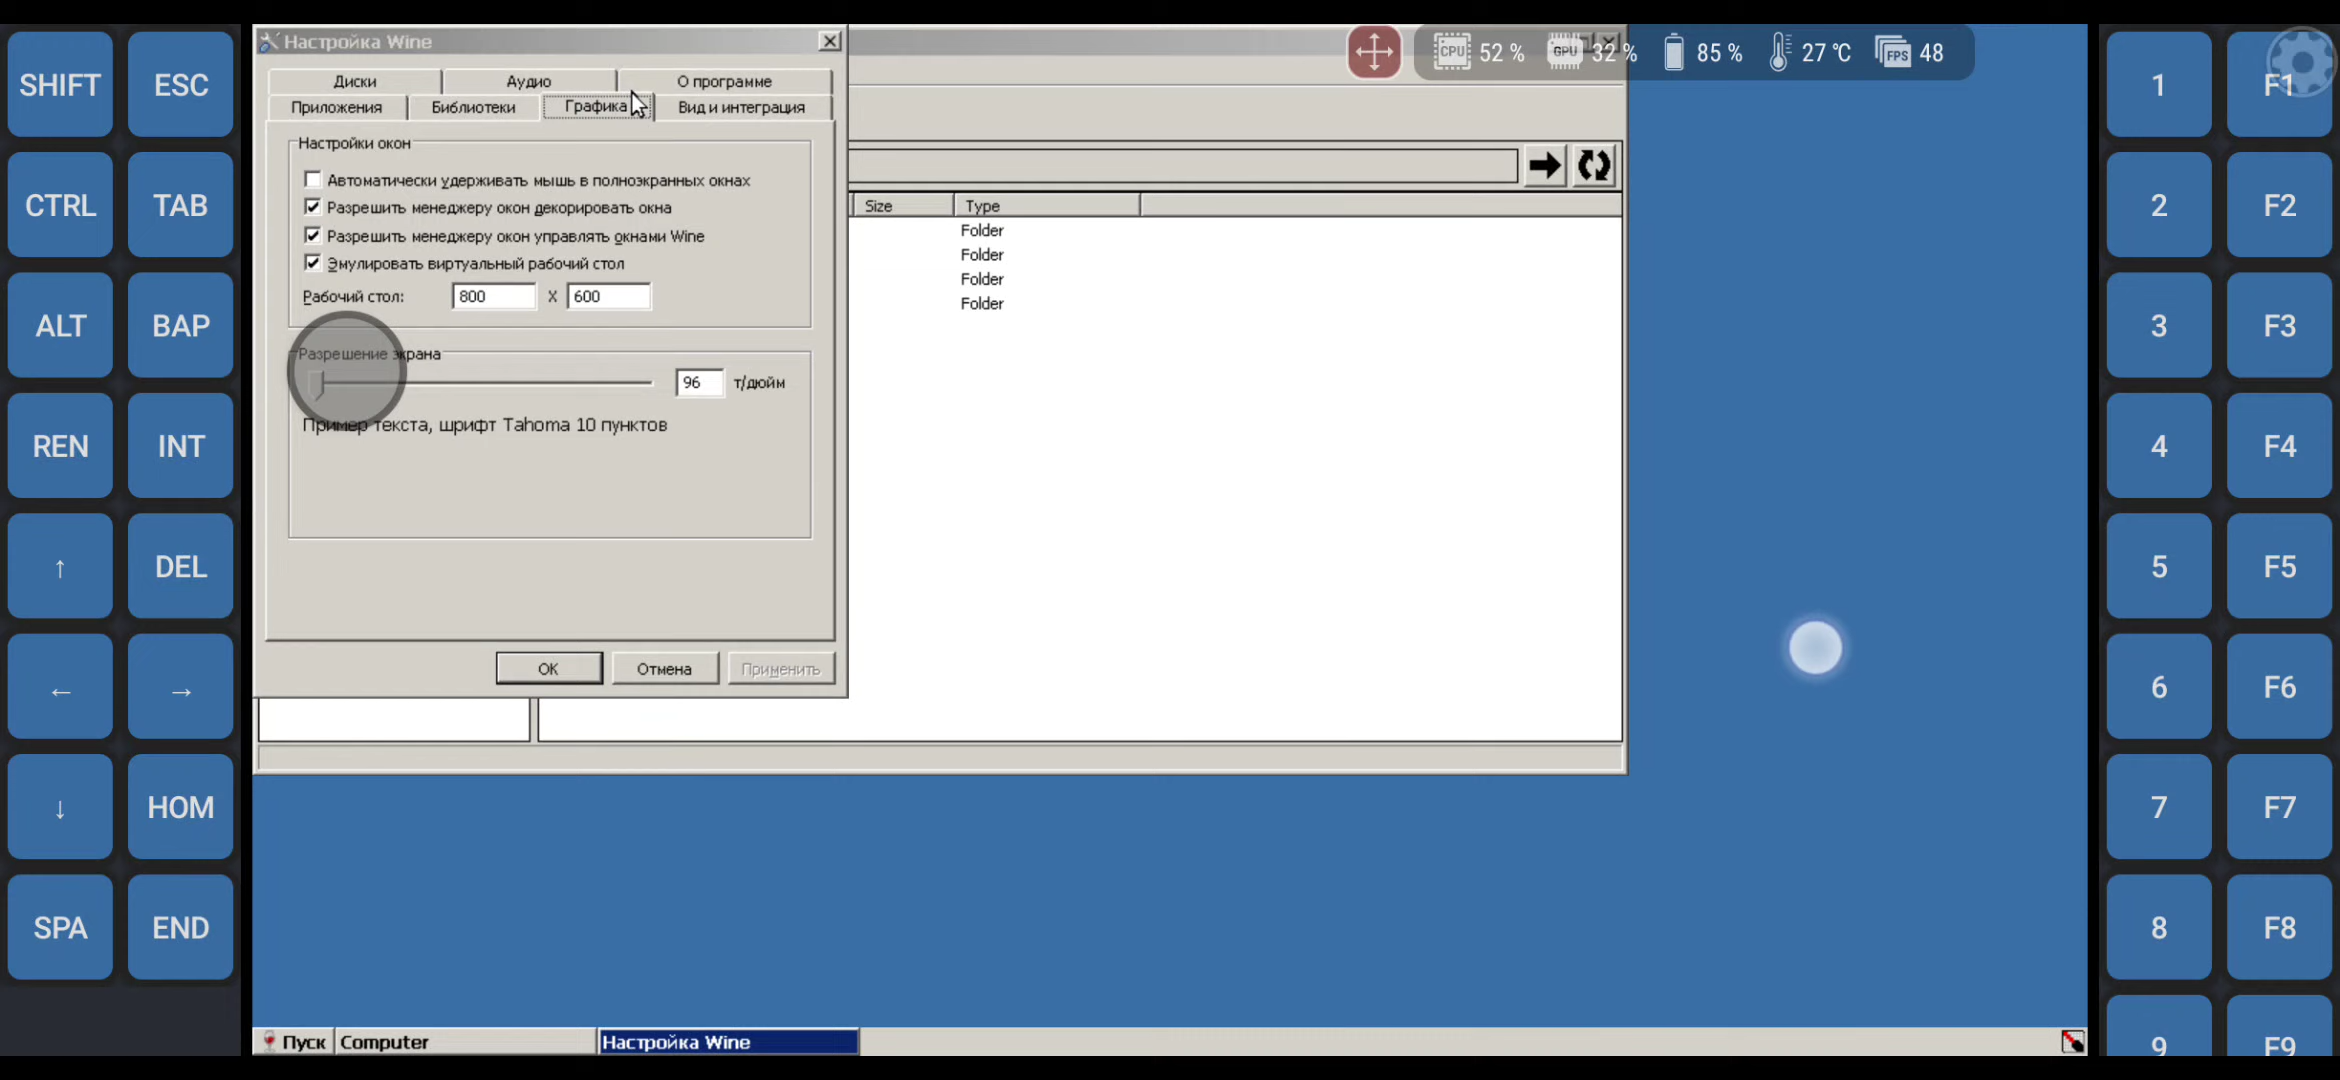 SHIFT
ESC
CTRL
TAB
ALT
BAP
REN
INT
↑
DEL
←
→
↓
HOM
SPA
END
Настройка Wine
Диски
Аудио
О программе
Приложения
Библиотеки
Графика
Вид и интеграция
Настройки окон
Автоматически удерживать мышь в полноэкранных окнах
Разрешить менеджеру окон декорировать окна
Разрешить менеджеру окон управлять окнами Wine
Эмулировать виртуальный рабочий стол
Рабочий стол: 800 X 600
Разрешение экрана
96 т/дюйм
Пример текста, шрифт Tahoma 10 пунктов
OK
Отмена
Применить
CPU 52 %
GPU 32 %
85 %
27 ℃
FPS 48
Size
Type
Folder
Folder
Folder
Folder
Пуск
Computer
Настройка Wine
1
F1
2
F2
3
F3
4
F4
5
F5
6
F6
7
F7
8
F8
9
F9